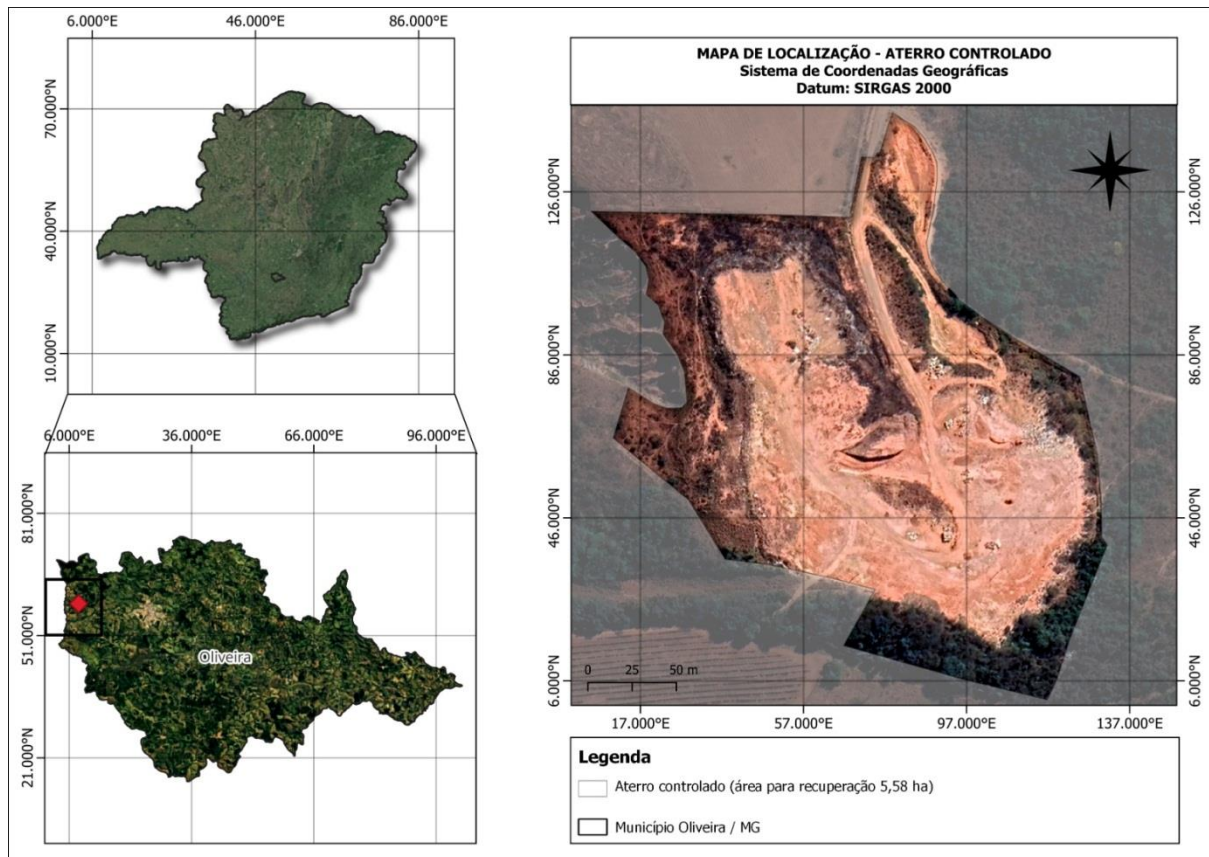 6.000°E 46.000°E 86.000°E
70.000°N
40.000°N
10.000°N
6.000°E 36.000°E 66.000°E 96.000°E
81.000°N
51.000°N
21.000°N
Oliveira
MAPA DE LOCALIZAÇÃO - ATERRO CONTROLADO
Sistema de Coordenadas Geográficas
Datum: SIRGAS 2000
126.000°N 126.000°N
86.000°N 86.000°N
46.000°N 46.000°N
6.000°N 6.000°N
0 25 50 m
17.000°E 57.000°E 97.000°E 137.000°E
Legenda
Aterro controlado (área para recuperação 5,58 ha)
Município Oliveira / MG